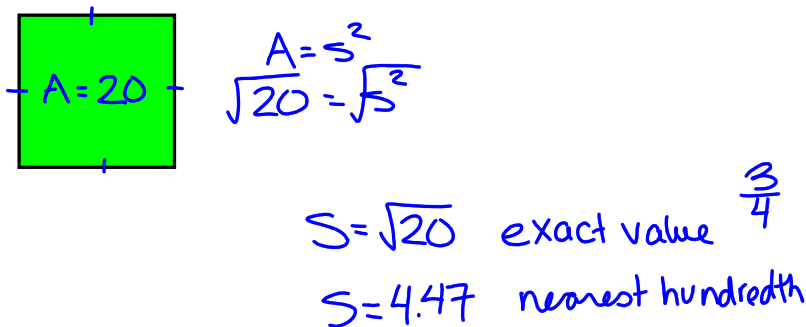 A = 20
A = s²
√20 = √s²
3/4
S = √20 exact value
S = 4.47 nearest hundredth